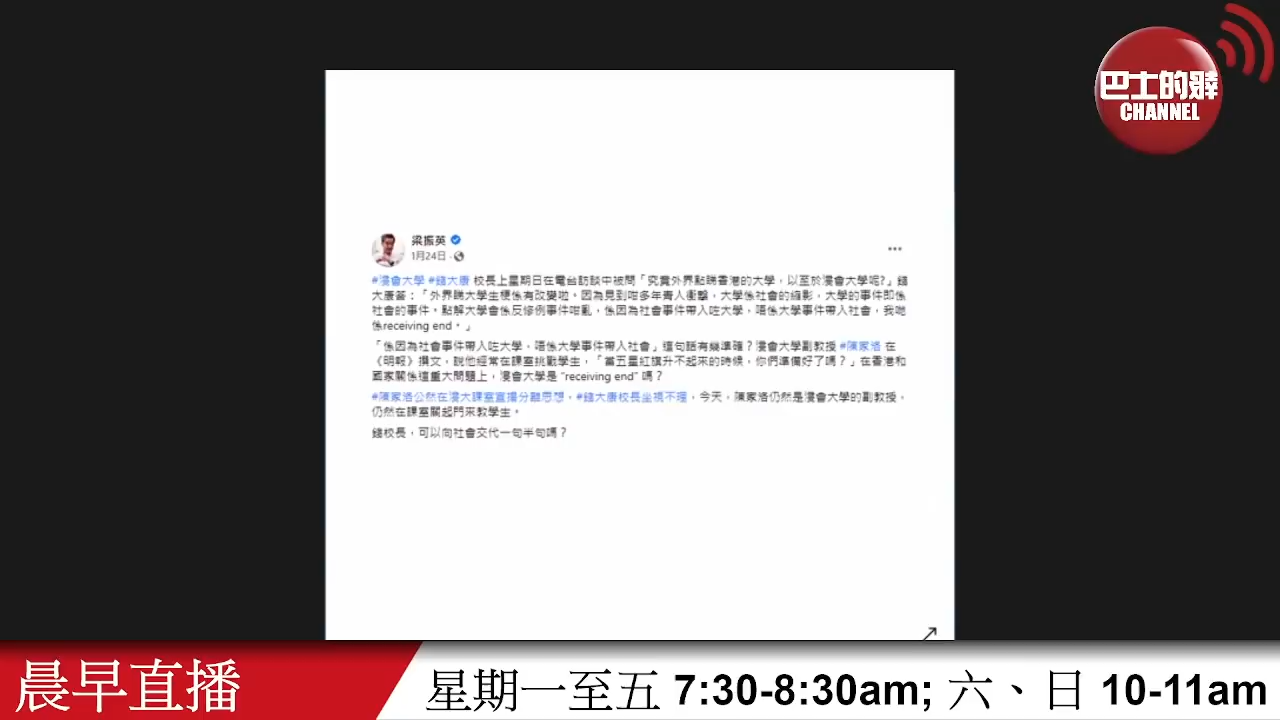 巴士的報
CHANNEL
梁振英
1月24日 ·
#浸會大學 #錢大康 校長上星期日在電台訪談中被問「究竟外界點睇香港的大學，以至於浸會大學呢?」錢
大康答：「外界睇大學生梗係有改變啦。因為見到咁多年青人衝擊，大學係社會的縮影，大學的事件即係
社會的事件。點解大學會係反修例事件咁亂，係因為社會事件帶入咗大學，唔係大學事件帶入社會，我哋
係receiving end。」
「係因為社會事件帶入咗大學，唔係大學事件帶入社會」這句話有幾準確？浸會大學副教授 #陳家洛 在
《明報》撰文，說他經常在課室挑戰學生，「當五星紅旗升不起來的時候，你們準備好了嗎？」在香港和
國家關係這重大問題上，浸會大學是 "receiving end" 嗎？
#陳家洛公然在浸大課室宣揚分離思想，#錢大康校長坐視不理，今天，陳家洛仍然是浸會大學的副教授，
仍然在課室關起門來教學生。
錢校長，可以向社會交代一句半句嗎？
晨早直播
星期一至五 7:30-8:30am; 六、日 10-11am